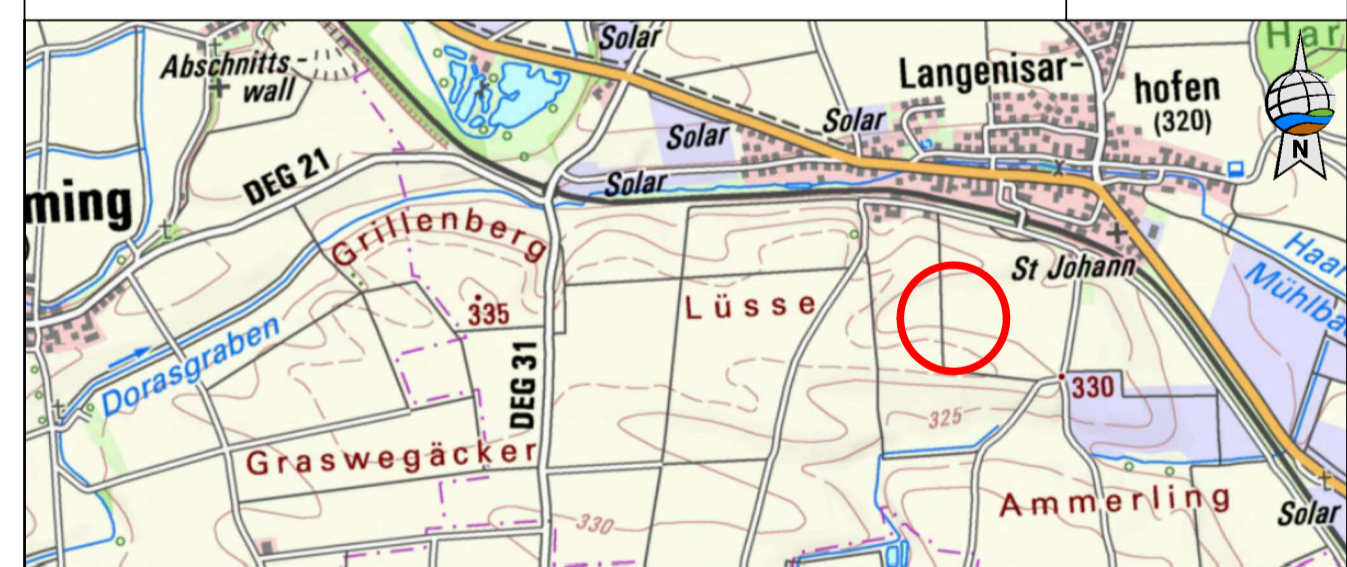 Solar
Har
Abschnitts-
wall
Langenisar-
hofen
(320)
Solar
Solar
N
DEG 21
Solar
ming
Grillenberg
Haar
St Johann
Mühlba
335
Lüsse
Dorasgraben
DEG 31
330
325
Graswegäcker
Ammerling
Solar
330